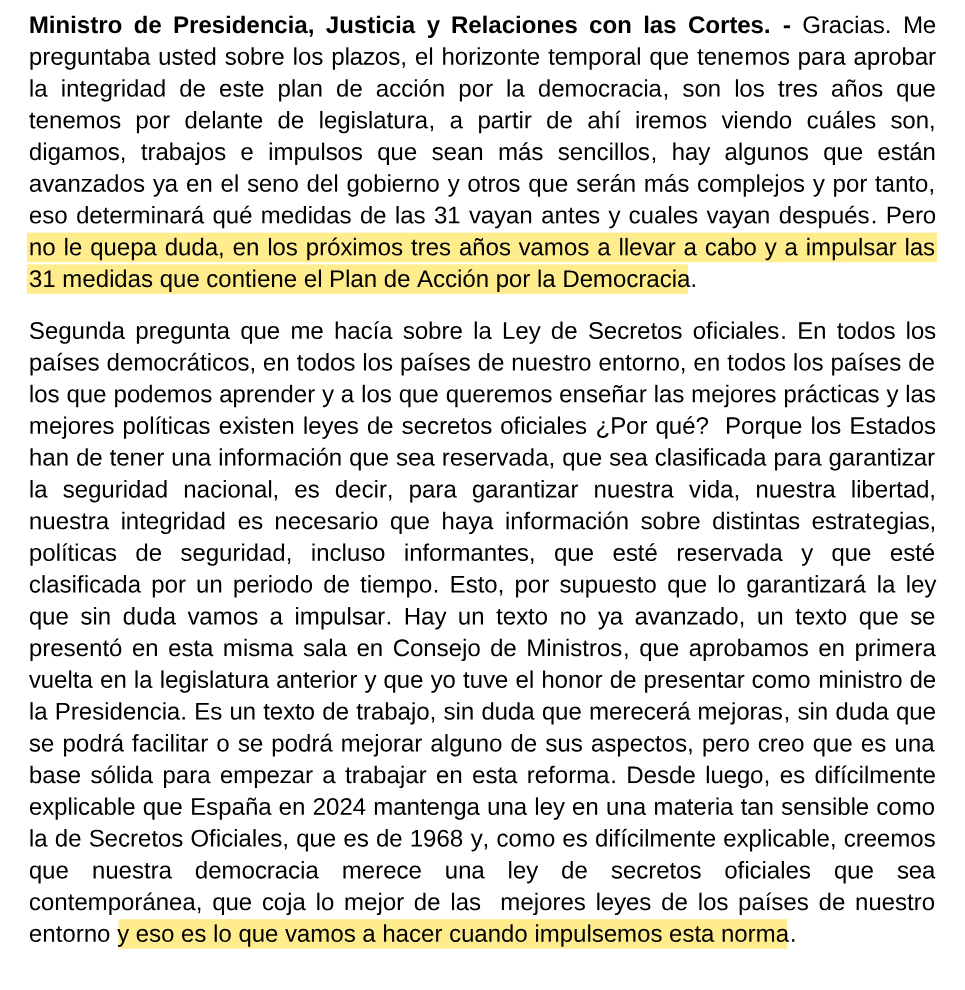 Ministro de Presidencia, Justicia y Relaciones con las Cortes. - Gracias. Me
preguntaba usted sobre los plazos, el horizonte temporal que tenemos para aprobar
la integridad de este plan de acción por la democracia, son los tres años que
tenemos por delante de legislatura, a partir de ahí iremos viendo cuáles son,
digamos, trabajos e impulsos que sean más sencillos, hay algunos que están
avanzados ya en el seno del gobierno y otros que serán más complejos y por tanto,
eso determinará qué medidas de las 31 vayan antes y cuales vayan después. Pero
no le quepa duda, en los próximos tres años vamos a llevar a cabo y a impulsar las
31 medidas que contiene el Plan de Acción por la Democracia.
Segunda pregunta que me hacía sobre la Ley de Secretos oficiales. En todos los
países democráticos, en todos los países de nuestro entorno, en todos los países de
los que podemos aprender y a los que queremos enseñar las mejores prácticas y las
mejores políticas existen leyes de secretos oficiales ¿Por qué?  Porque los Estados
han de tener una información que sea reservada, que sea clasificada para garantizar
la seguridad nacional, es decir, para garantizar nuestra vida, nuestra libertad,
nuestra integridad es necesario que haya información sobre distintas estrategias,
políticas de seguridad, incluso informantes, que esté reservada y que esté
clasificada por un periodo de tiempo. Esto, por supuesto que lo garantizará la ley
que sin duda vamos a impulsar. Hay un texto no ya avanzado, un texto que se
presentó en esta misma sala en Consejo de Ministros, que aprobamos en primera
vuelta en la legislatura anterior y que yo tuve el honor de presentar como ministro de
la Presidencia. Es un texto de trabajo, sin duda que merecerá mejoras, sin duda que
se podrá facilitar o se podrá mejorar alguno de sus aspectos, pero creo que es una
base sólida para empezar a trabajar en esta reforma. Desde luego, es difícilmente
explicable que España en 2024 mantenga una ley en una materia tan sensible como
la de Secretos Oficiales, que es de 1968 y, como es difícilmente explicable, creemos
que nuestra democracia merece una ley de secretos oficiales que sea
contemporánea, que coja lo mejor de las  mejores leyes de los países de nuestro
entorno y eso es lo que vamos a hacer cuando impulsemos esta norma.